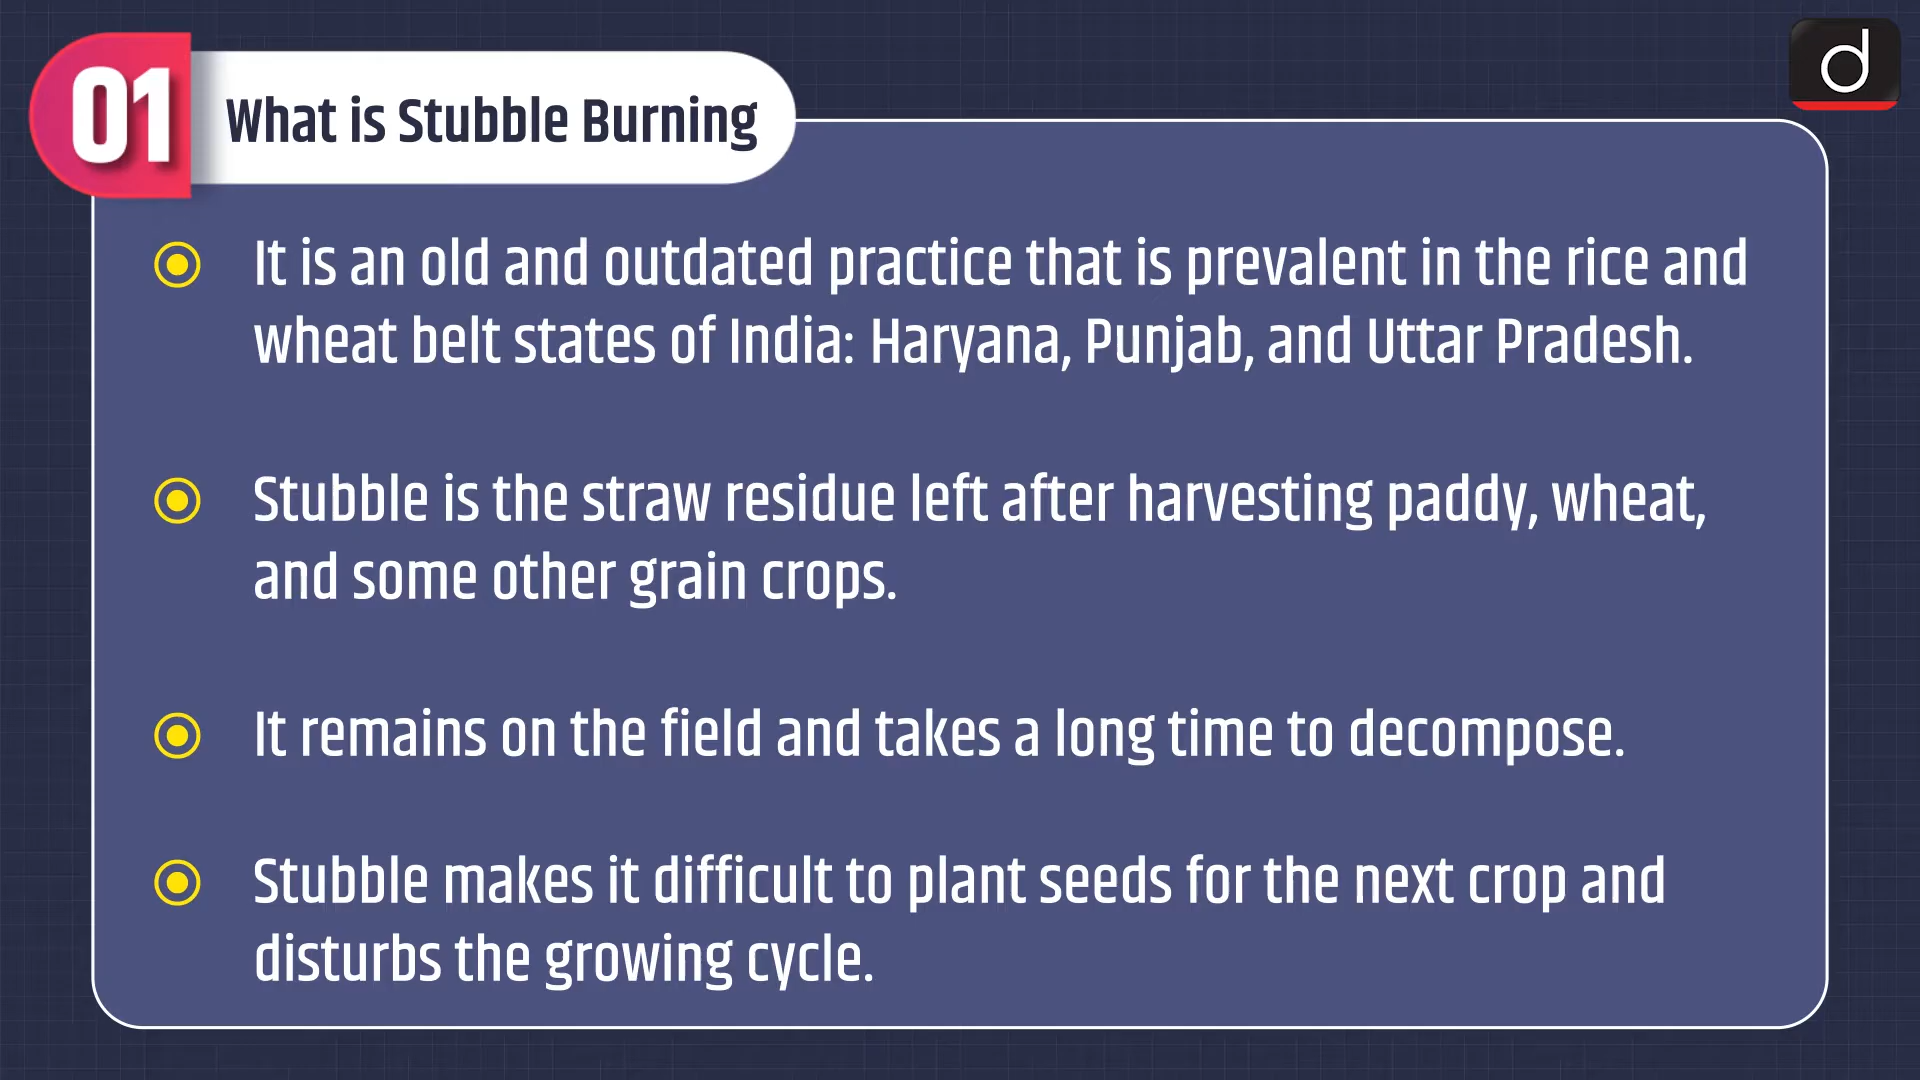 01
What is Stubble Burning
d
It is an old and outdated practice that is prevalent in the rice and
wheat belt states of India: Haryana, Punjab, and Uttar Pradesh.
Stubble is the straw residue left after harvesting paddy, wheat,
and some other grain crops.
It remains on the field and takes a long time to decompose.
Stubble makes it difficult to plant seeds for the next crop and
disturbs the growing cycle.